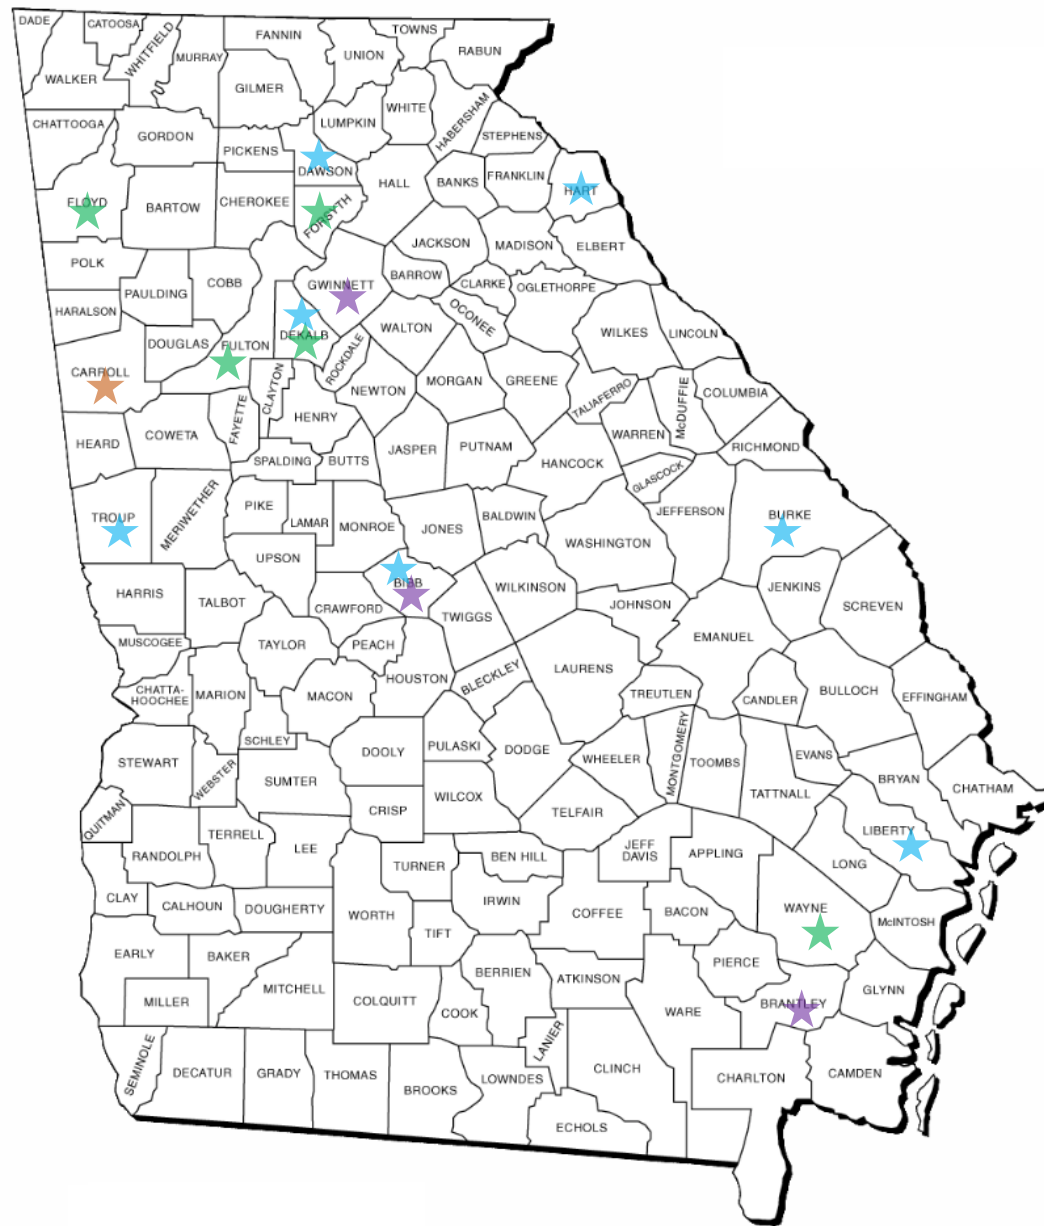 DADE
CATOOSA
WHITFIELD
MURRAY
FANNIN
UNION
TOWNS
RABUN
WALKER
GILMER
LUMPKIN
WHITE
HABERSHAM
CHATTOOGA
GORDON
PICKENS
DAWSON
STEPHENS
HALL
BANKS
FRANKLIN
HART
FLOYD
BARTOW
CHEROKEE
FORSYTH
JACKSON
MADISON
ELBERT
POLK
PAULDING
COBB
GWINNETT
BARROW
CLARKE
OGLETHORPE
HARALSON
DOUGLAS
FULTON
DEKALB
ROCKDALE
WALTON
OCONEE
WILKES
LINCOLN
CARROLL
CLAYTON
NEWTON
MORGAN
GREENE
TALIAFERRO
McDUFFIE
COLUMBIA
HEARD
COWETA
FAYETTE
HENRY
SPALDING
BUTTS
JASPER
PUTNAM
HANCOCK
WARREN
RICHMOND
GLASCOCK
TROUP
MERIWETHER
PIKE
LAMAR
MONROE
JONES
BALDWIN
JEFFERSON
BURKE
WASHINGTON
UPSON
BIBB
WILKINSON
JENKINS
SCREVEN
HARRIS
TALBOT
CRAWFORD
TWIGGS
JOHNSON
EMANUEL
MUSCOGEE
TAYLOR
PEACH
HOUSTON
BLECKLEY
LAURENS
CHATTA-
HOOCHEE
MARION
MACON
TREUTLEN
CANDLER
BULLOCH
EFFINGHAM
SCHLEY
DOOLY
PULASKI
DODGE
WHEELER
MONTGOMERY
TOOMBS
EVANS
STEWART
WEBSTER
SUMTER
CRISP
WILCOX
TELFAIR
TATTNALL
BRYAN
CHATHAM
QUITMAN
TERRELL
LEE
RANDOLPH
TURNER
BEN HILL
JEFF
DAVIS
APPLING
LIBERTY
LONG
CLAY
CALHOUN
DOUGHERTY
WORTH
IRWIN
COFFEE
BACON
WAYNE
McINTOSH
TIFT
EARLY
BAKER
MITCHELL
BERRIEN
ATKINSON
PIERCE
MILLER
COLQUITT
COOK
WARE
BRANTLEY
GLYNN
SEMINOLE
DECATUR
GRADY
THOMAS
BROOKS
LOWNDES
LANIER
CLINCH
CHARLTON
CAMDEN
ECHOLS